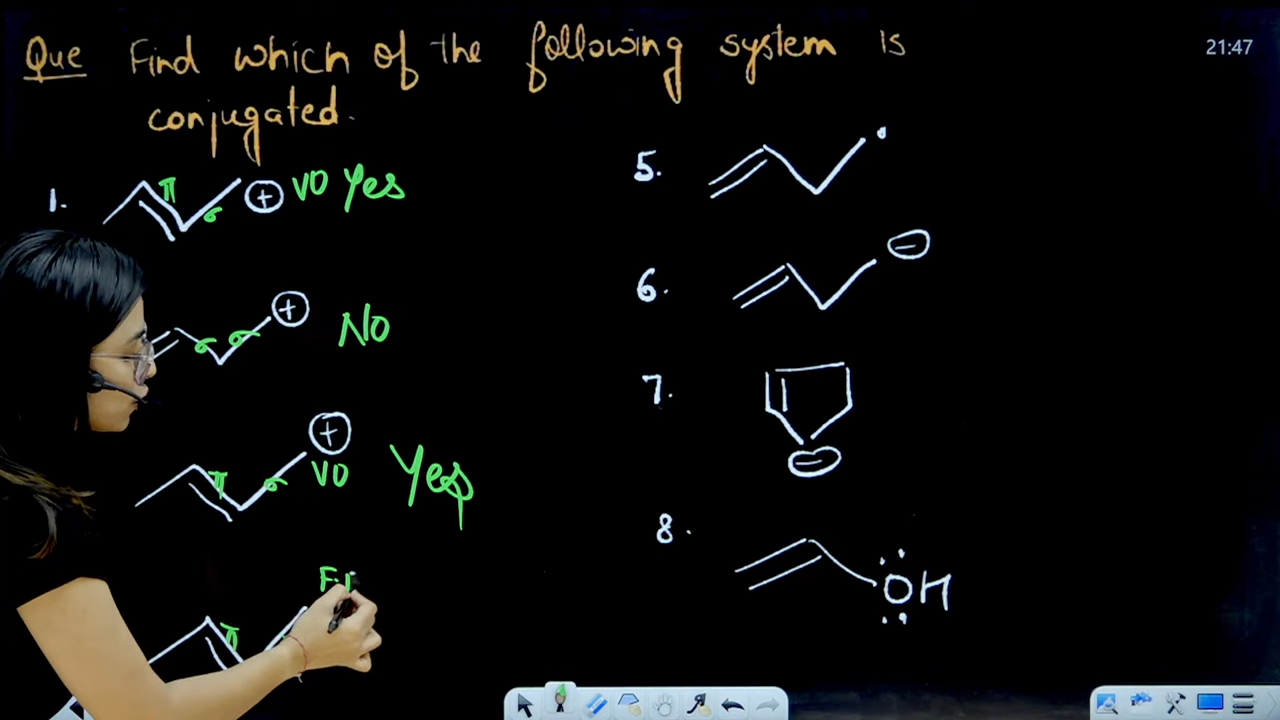 Que Find which of the following system is
conjugated.
21:47
1. π σ + VO Yes
σ σ + NO
π σ + VO Yes
π
5.
6. −
7. −
8. OH